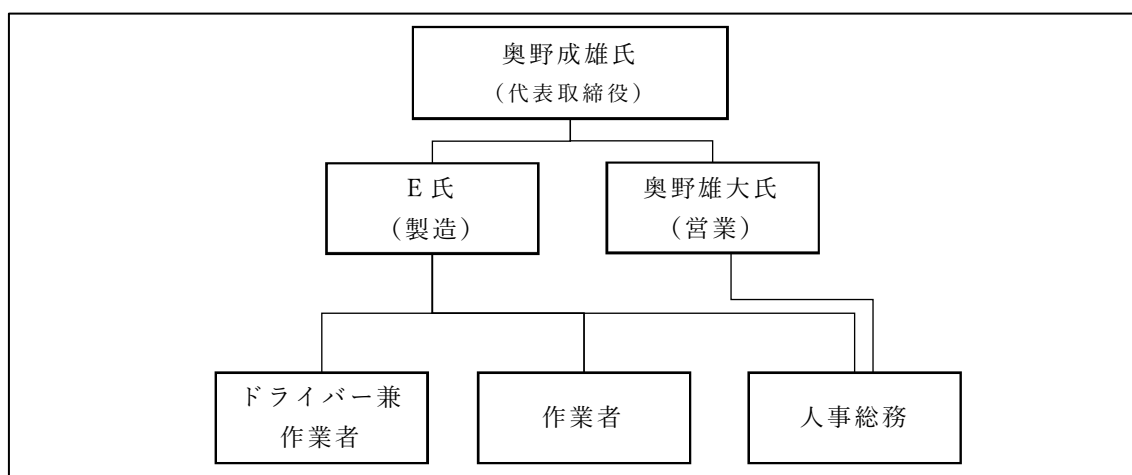 奥野成雄氏
（代表取締役）
E氏
（製造）
奥野雄大氏
（営業）
ドライバー兼
作業者
作業者
人事総務